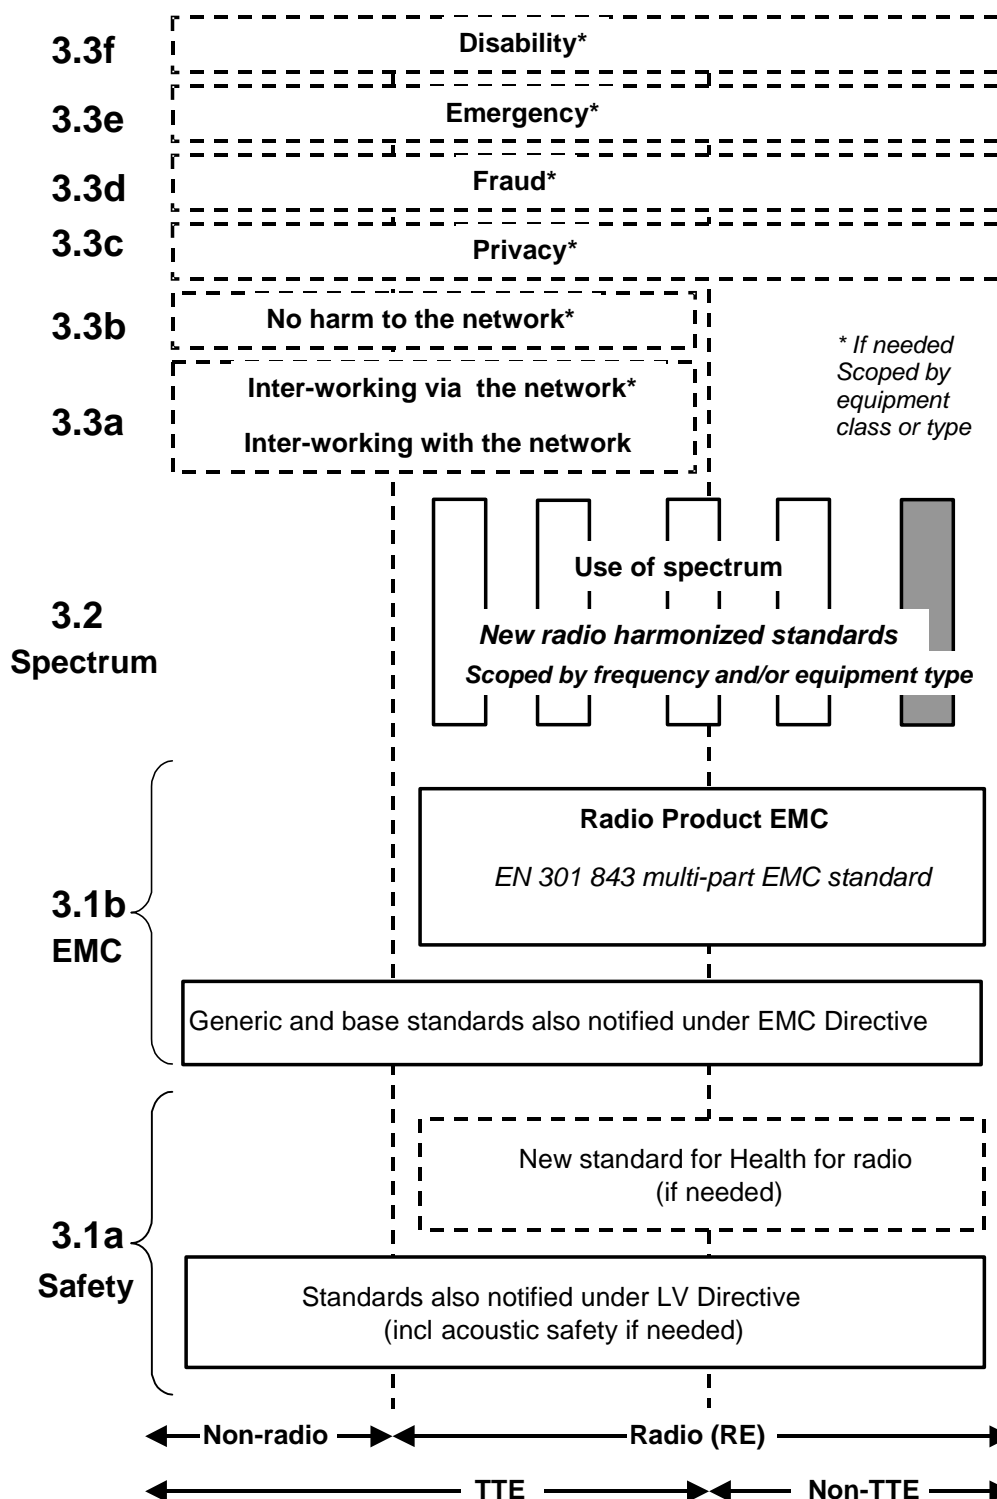 3.3f
Disability*
3.3e
Emergency*
3.3d
Fraud*
3.3c
Privacy*
3.3b
No harm to the network*
3.3a
Inter-working via the network*
Inter-working with the network
* If needed
Scoped by
equipment
class or type
3.2
Spectrum
Use of spectrum
New radio harmonized standards
Scoped by frequency and/or equipment type
3.1b
EMC
Radio Product EMC
EN 301 843 multi-part EMC standard
Generic and base standards also notified under EMC Directive
3.1a
Safety
New standard for Health for radio
(if needed)
Standards also notified under LV Directive
(incl acoustic safety if needed)
Non-radio
Radio (RE)
TTE
Non-TTE